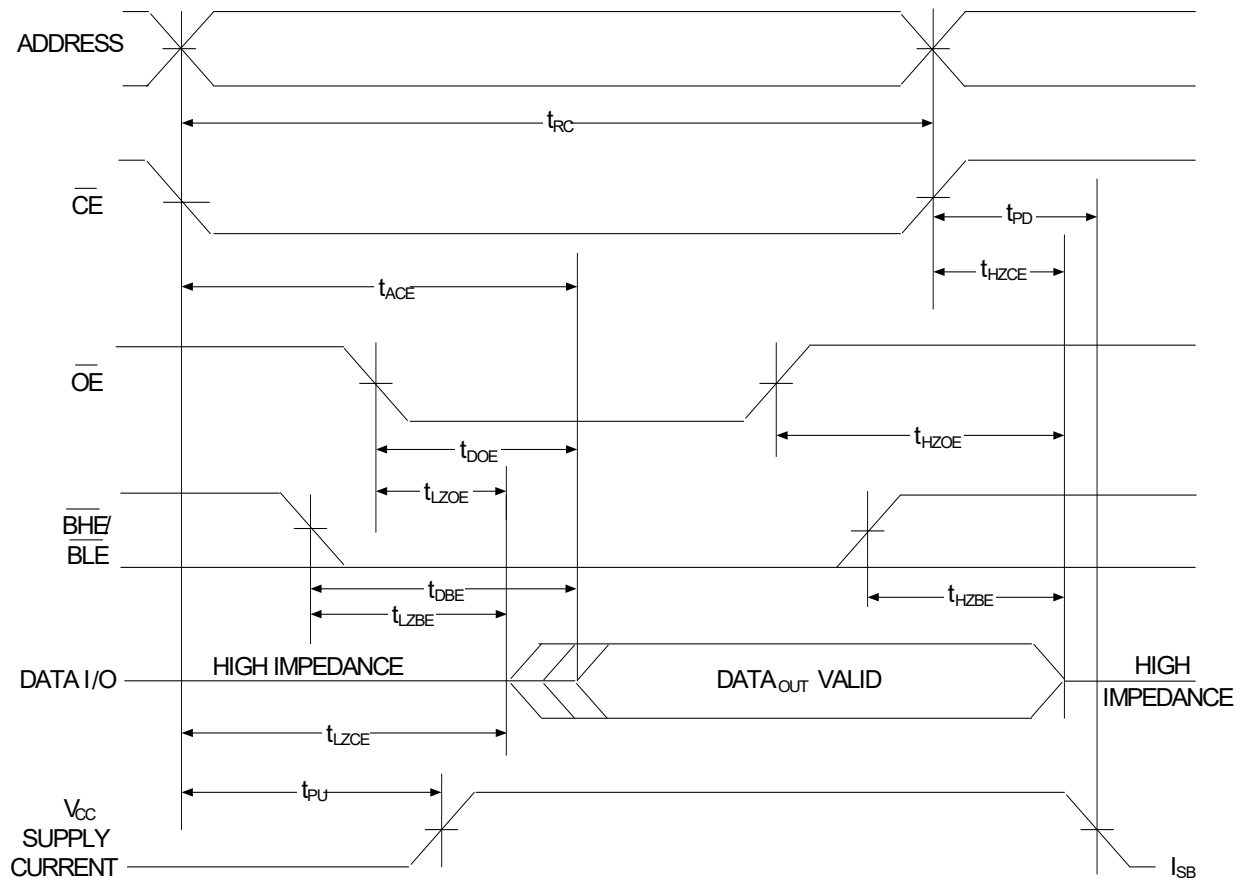 ADDRESS
tRC
CE
tPD
tHZCE
tACE
OE
tHZOE
tDOE
tLZOE
BHE/
BLE
tDBE
tHZBE
tLZBE
DATA I/O
HIGH IMPEDANCE
DATAOUT VALID
HIGH
IMPEDANCE
tLZCE
tPU
VCC
SUPPLY
CURRENT
ISB